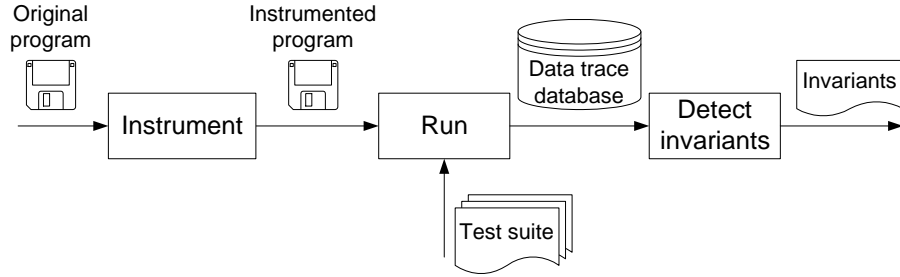 Original
program
Instrumented
program
Data trace
database
Invariants
Instrument
Run
Detect
invariants
Test suite